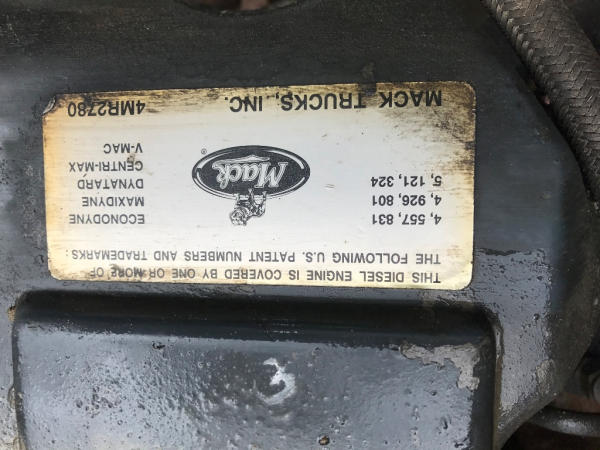 THIS DIESEL ENGINE IS COVERED BY ONE OR MORE OF
THE FOLLOWING U.S. PATENT NUMBERS AND TRADEMARKS:
4, 557, 831 ECONODYNE
4, 926, 801 MAXIDYNE
5, 121, 324 DYNATARD
CENTRI-MAX
V-MAC
Mack
®
MACK TRUCKS, INC. 4MR2780
3